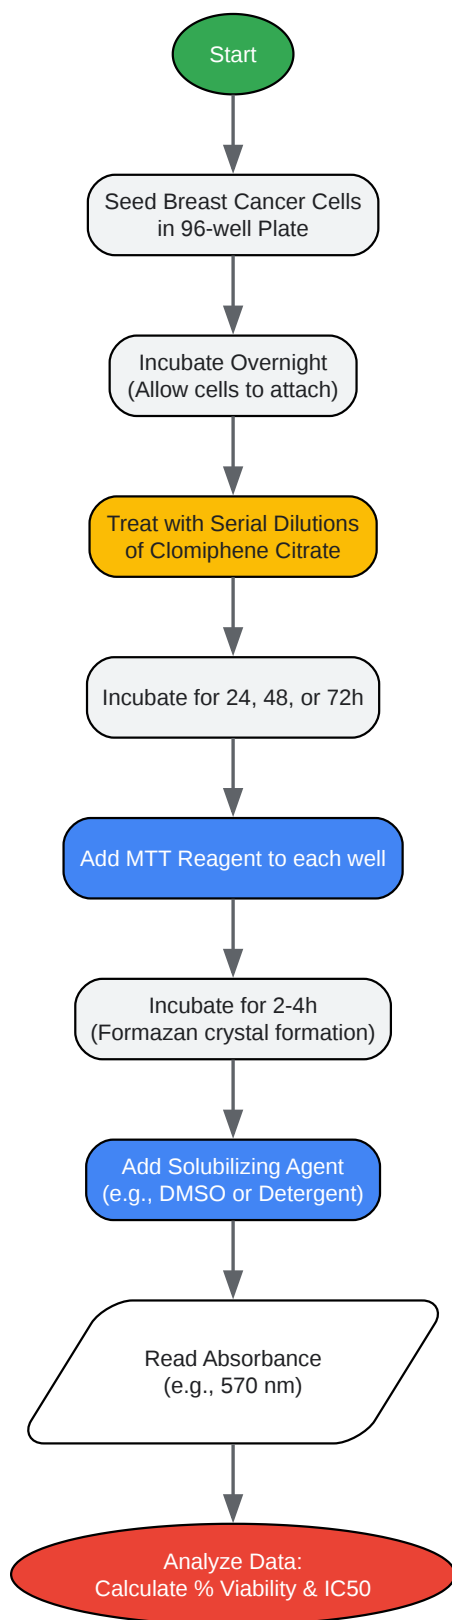 Start
Seed Breast Cancer Cells
in 96-well Plate
Incubate Overnight
(Allow cells to attach)
Treat with Serial Dilutions
of Clomiphene Citrate
Incubate for 24, 48, or 72h
Add MTT Reagent to each well
Incubate for 2-4h
(Formazan crystal formation)
Add Solubilizing Agent
(e.g., DMSO or Detergent)
Read Absorbance
(e.g., 570 nm)
Analyze Data:
Calculate % Viability & IC50